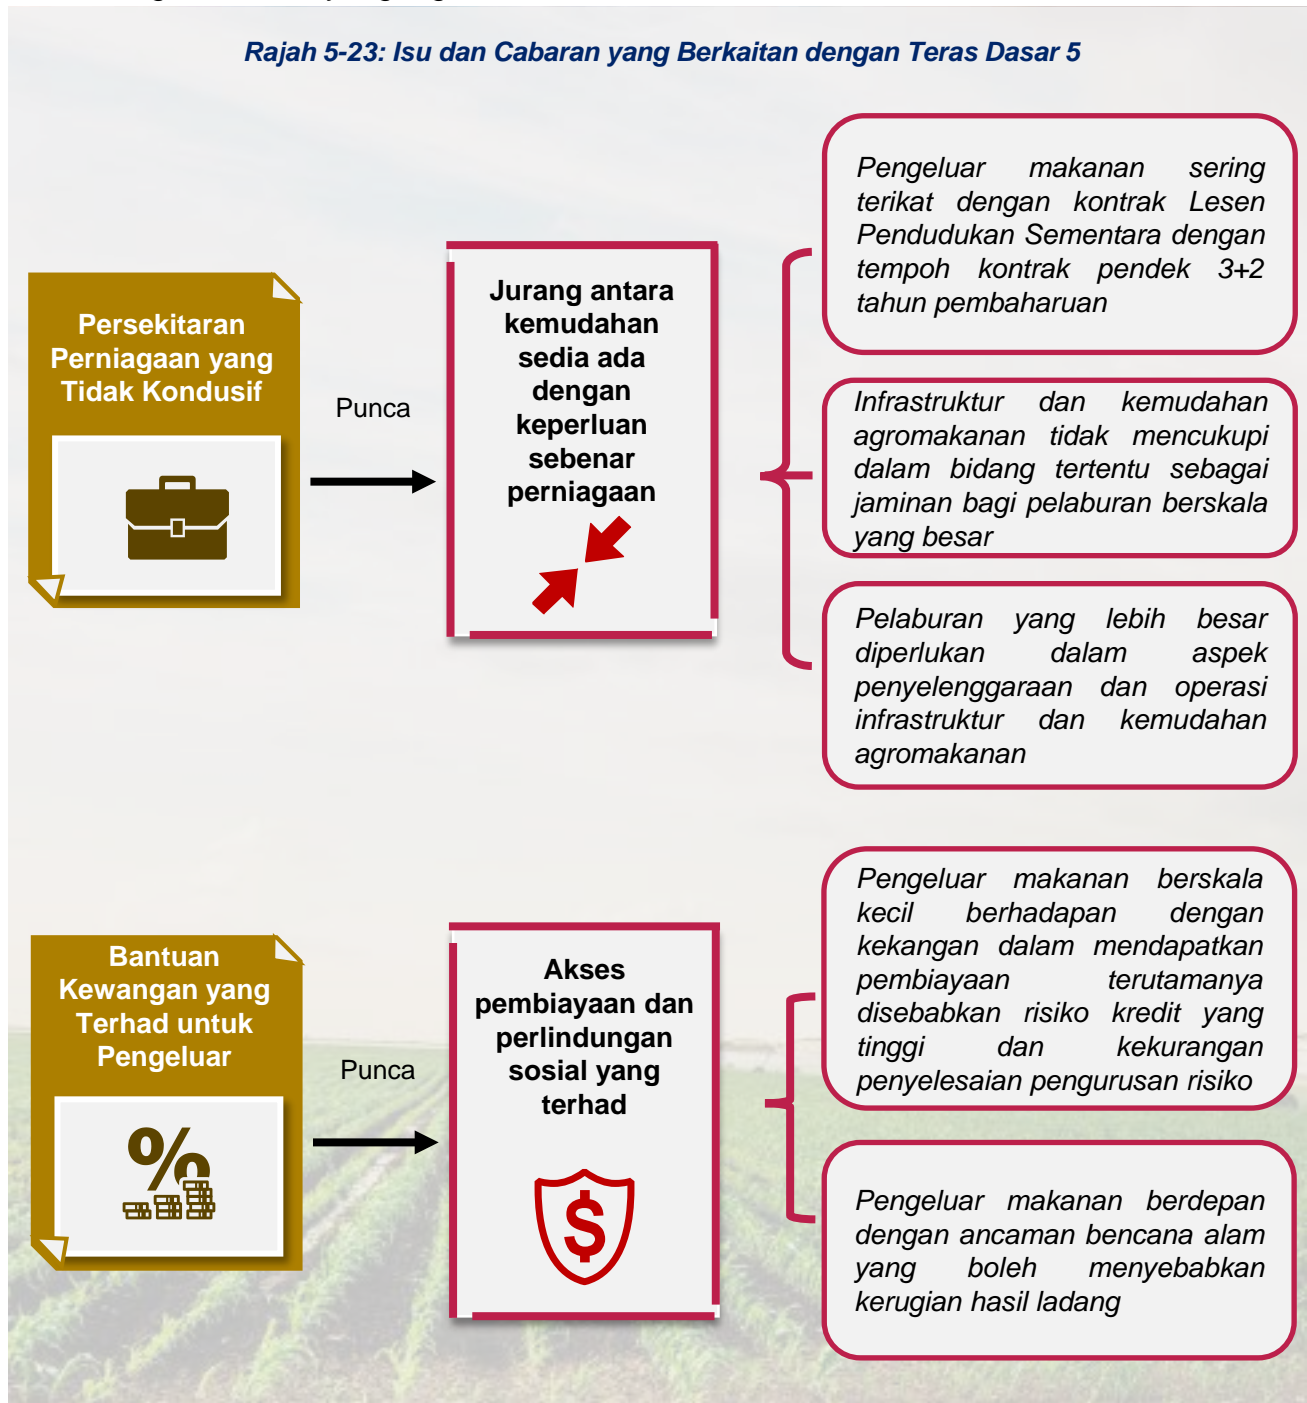 Rajah 5-23: Isu dan Cabaran yang Berkaitan dengan Teras Dasar 5
Persekitaran
Perniagaan yang
Tidak Kondusif
Punca
Jurang antara
kemudahan
sedia ada
dengan
keperluan
sebenar
perniagaan
Pengeluar makanan sering
terikat dengan kontrak Lesen
Pendudukan Sementara dengan
tempoh kontrak pendek 3+2
tahun pembaharuan
Infrastruktur dan kemudahan
agromakanan tidak mencukupi
dalam bidang tertentu sebagai
jaminan bagi pelaburan berskala
yang besar
Pelaburan yang lebih besar
diperlukan dalam aspek
penyelenggaraan dan operasi
infrastruktur dan kemudahan
agromakanan
Bantuan
Kewangan yang
Terhad untuk
Pengeluar
%
Punca
Akses
pembiayaan dan
perlindungan
sosial yang
terhad
$
Pengeluar makanan berskala
kecil berhadapan dengan
kekangan dalam mendapatkan
pembiayaan terutamanya
disebabkan risiko kredit yang
tinggi dan kekurangan
penyelesaian pengurusan risiko
Pengeluar makanan berdepan
dengan ancaman bencana alam
yang boleh menyebabkan
kerugian hasil ladang